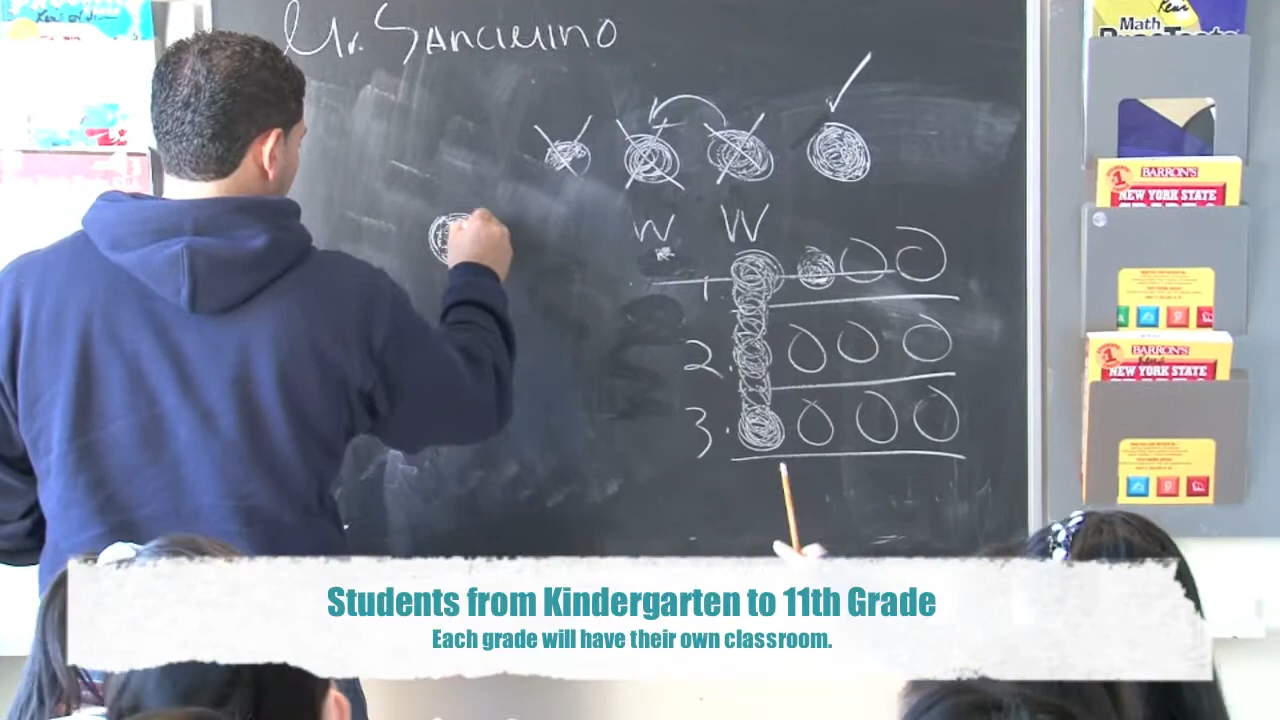 Mr. SANCIMINO
W W
1.
2.
3.
Math
BARRON'S
NEW YORK STATE
BARRON'S
NEW YORK STATE
Students from Kindergarten to 11th Grade
Each grade will have their own classroom.